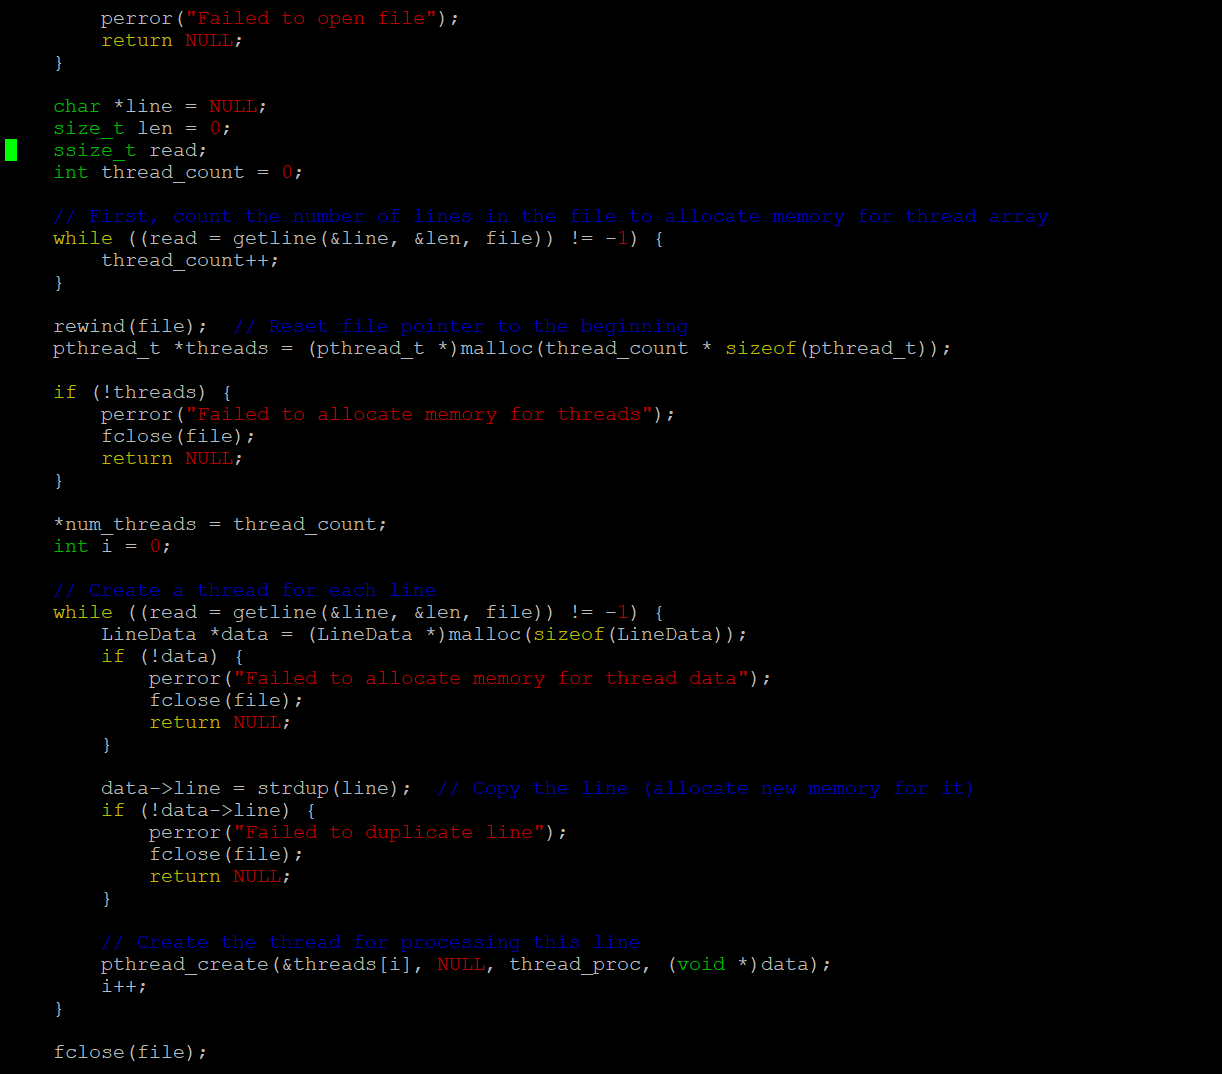 perror("Failed to open file");
        return NULL;
    }

    char *line = NULL;
    size_t len = 0;
    ssize_t read;
    int thread_count = 0;

    // First, count the number of lines in the file to allocate memory for thread array
    while ((read = getline(&line, &len, file)) != -1) {
        thread_count++;
    }

    rewind(file);  // Reset file pointer to the beginning
    pthread_t *threads = (pthread_t *)malloc(thread_count * sizeof(pthread_t));

    if (!threads) {
        perror("Failed to allocate memory for threads");
        fclose(file);
        return NULL;
    }

    *num_threads = thread_count;
    int i = 0;

    // Create a thread for each line
    while ((read = getline(&line, &len, file)) != -1) {
        LineData *data = (LineData *)malloc(sizeof(LineData));
        if (!data) {
            perror("Failed to allocate memory for thread data");
            fclose(file);
            return NULL;
        }

        data->line = strdup(line);  // Copy the line (allocate new memory for it)
        if (!data->line) {
            perror("Failed to duplicate line");
            fclose(file);
            return NULL;
        }

        // Create the thread for processing this line
        pthread_create(&threads[i], NULL, thread_proc, (void *)data);
        i++;
    }

    fclose(file);